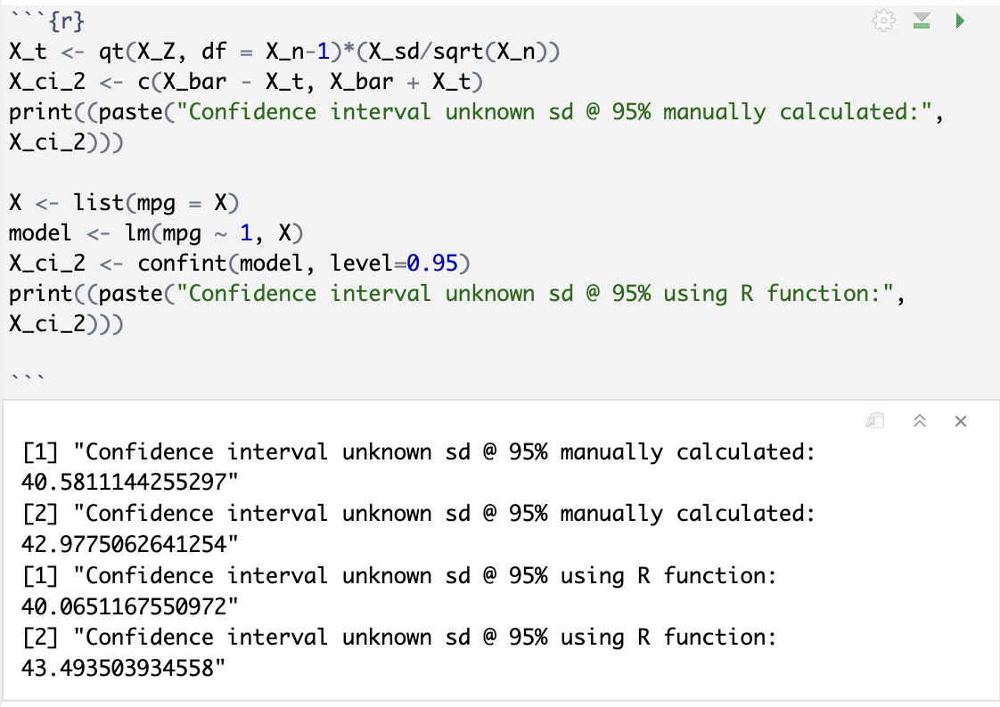 ```{r}
X_t <- qt(X_Z, df = X_n-1)*(X_sd/sqrt(X_n))
X_ci_2 <- c(X_bar - X_t, X_bar + X_t)
print((paste("Confidence interval unknown sd @ 95% manually calculated:",
X_ci_2)))
X <- list(mpg = X)
model <- lm(mpg ~ 1, X)
X_ci_2 <- confint(model, level=0.95)
print((paste("Confidence interval unknown sd @ 95% using R function:",
X_ci_2)))
```
[1] "Confidence interval unknown sd @ 95% manually calculated:
40.5811144255297"
[2] "Confidence interval unknown sd @ 95% manually calculated:
42.9775062641254"
[1] "Confidence interval unknown sd @ 95% using R function:
40.0651167550972"
[2] "Confidence interval unknown sd @ 95% using R function:
43.493503934558"